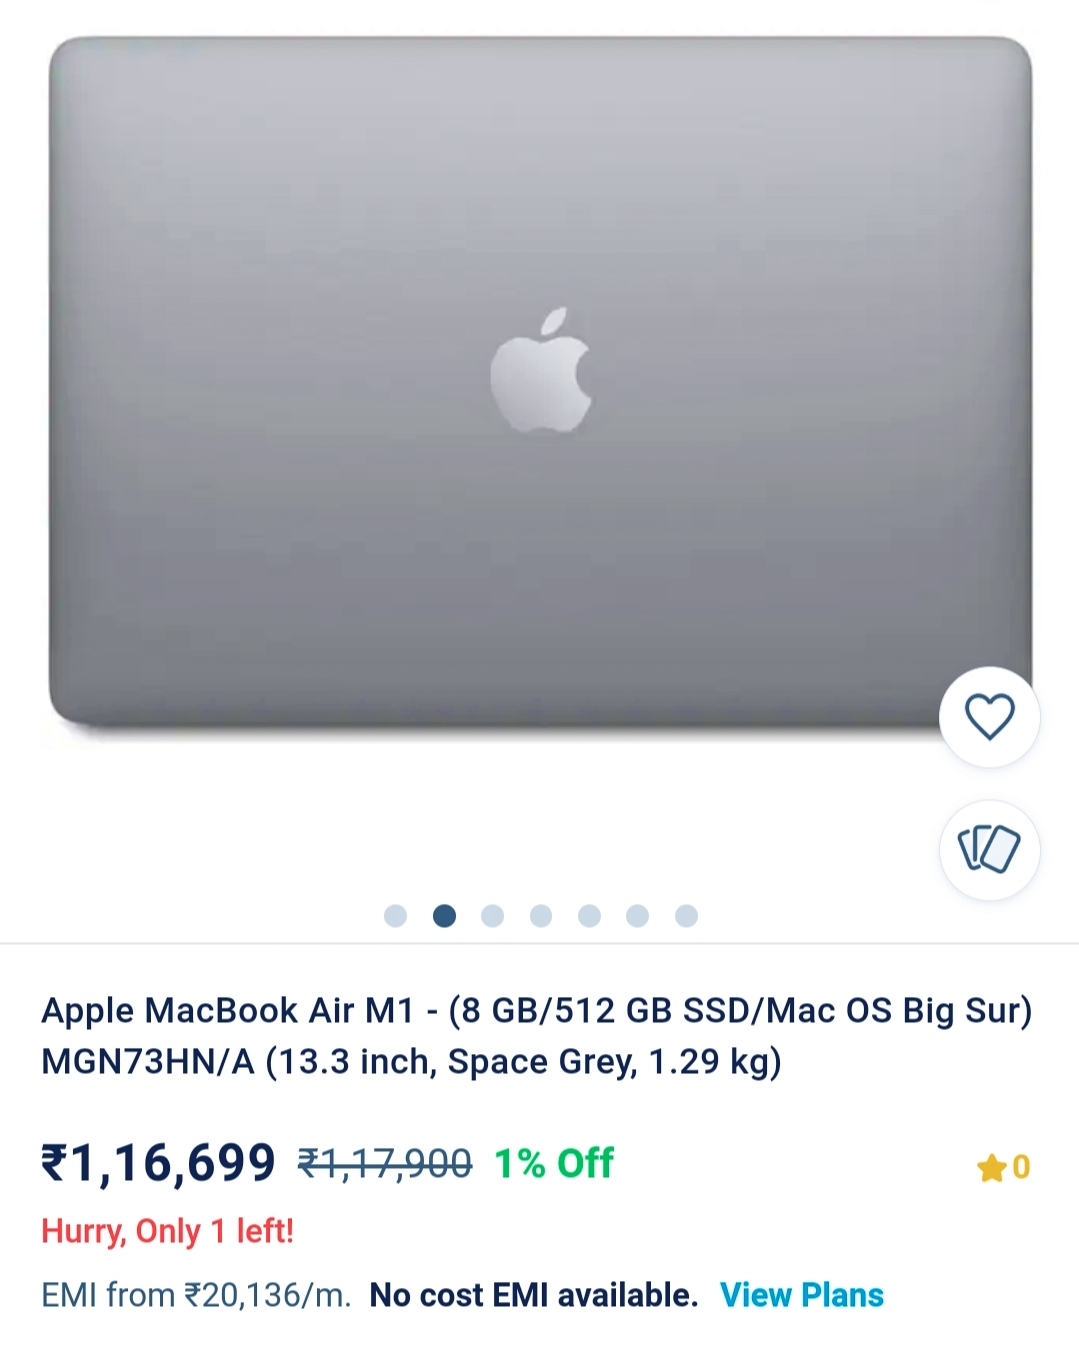 Apple MacBook Air M1 - (8 GB/512 GB SSD/Mac OS Big Sur)
MGN73HN/A (13.3 inch, Space Grey, 1.29 kg)
₹1,16,699 ₹1,17,900 1% Off 0
Hurry, Only 1 left!
EMI from ₹20,136/m. No cost EMI available. View Plans